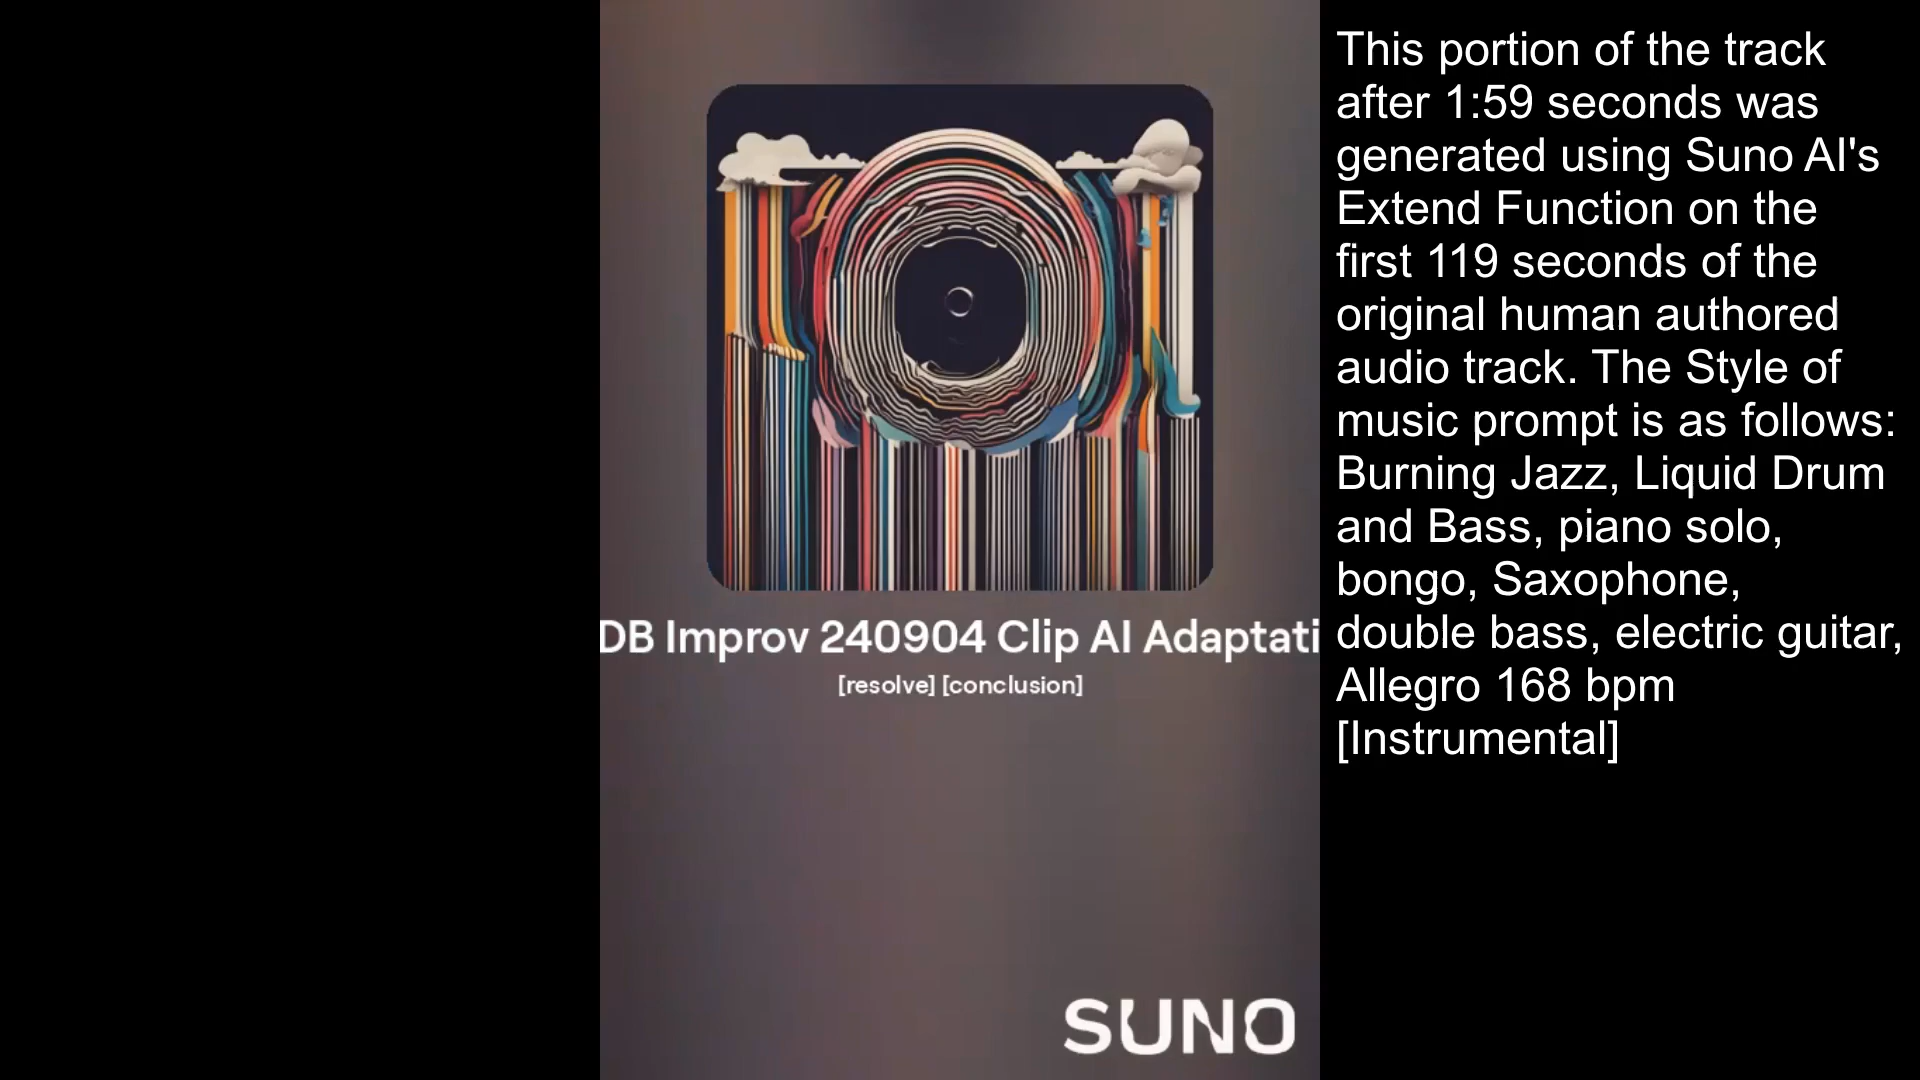 DB Improv 240904 Clip AI Adaptati
[resolve] [conclusion]
SUNO
This portion of the track
after 1:59 seconds was
generated using Suno AI's
Extend Function on the
first 119 seconds of the
original human authored
audio track. The Style of
music prompt is as follows:
Burning Jazz, Liquid Drum
and Bass, piano solo,
bongo, Saxophone,
double bass, electric guitar,
Allegro 168 bpm
[Instrumental]